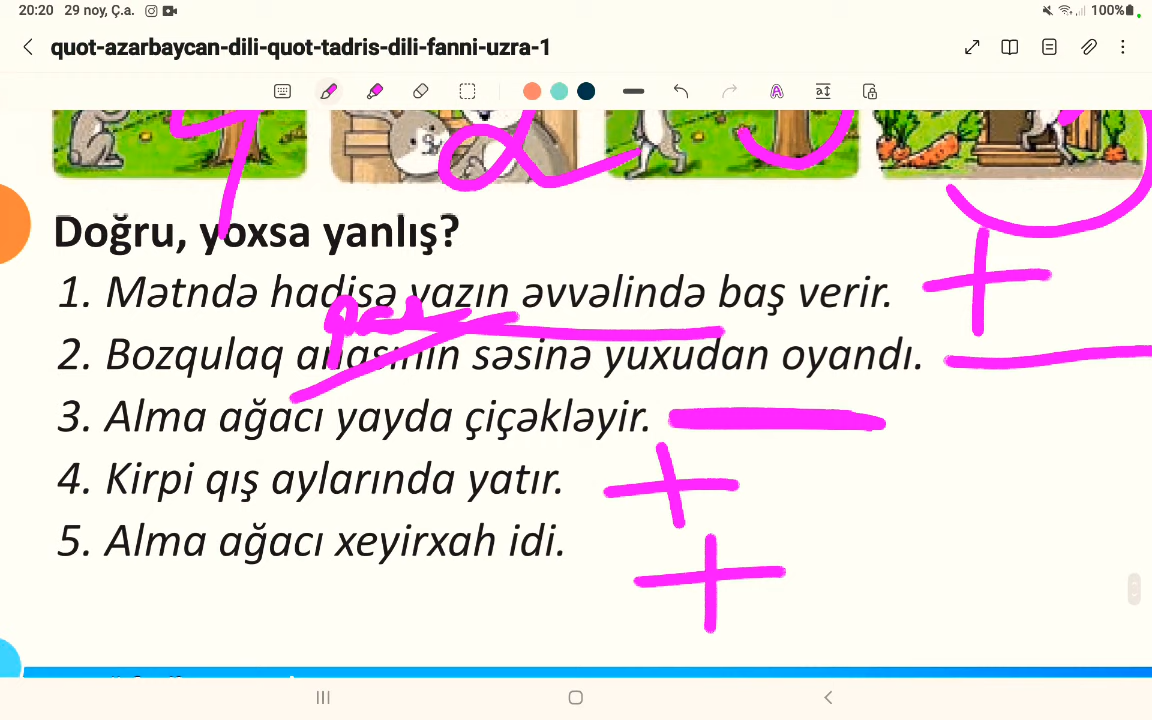 20:20 29 noy, Ç.a. 100%
quot-azarbaycan-dili-quot-tadris-dili-fanni-uzra-1
Doğru, yoxsa yanlış?
1. Mətndə hadisə yazın əvvəlində baş verir. +
2. Bozqulaq anasının səsinə yuxudan oyandı. —
3. Alma ağacı yayda çiçəkləyir. —
4. Kirpi qış aylarında yatır. +
5. Alma ağacı xeyirxah idi. +